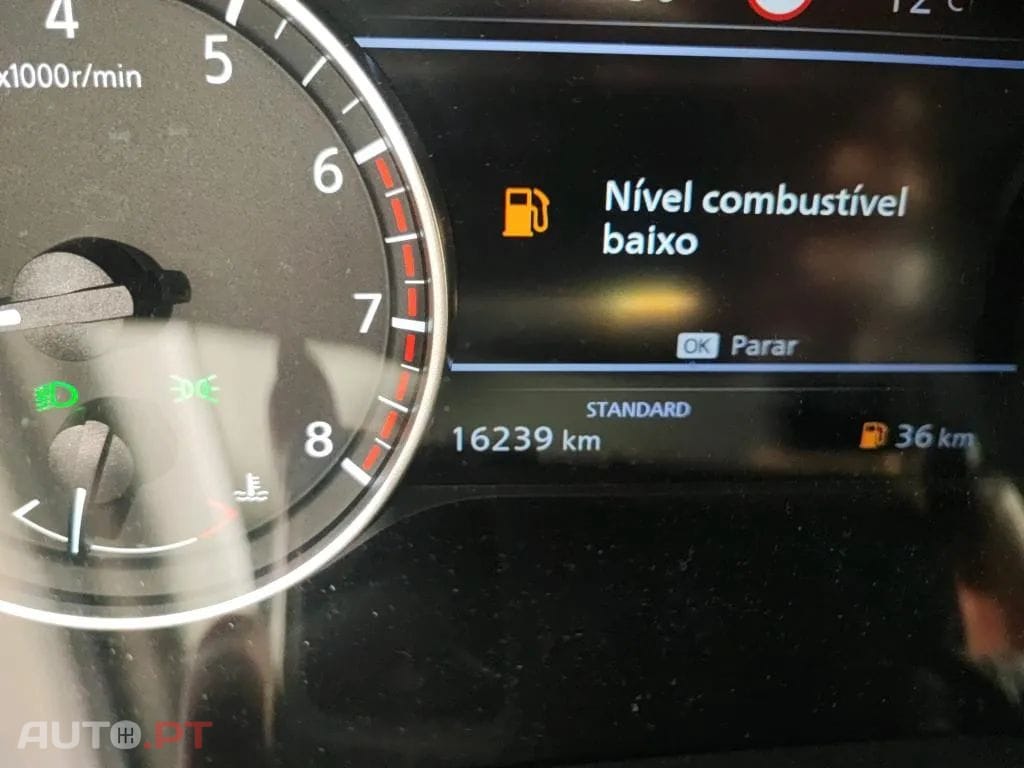 4
5
x1000r/min
6
7
8
12 C
Nível combustível
baixo
OK Parar
STANDARD
16239 km
36 km
AUTO.PT